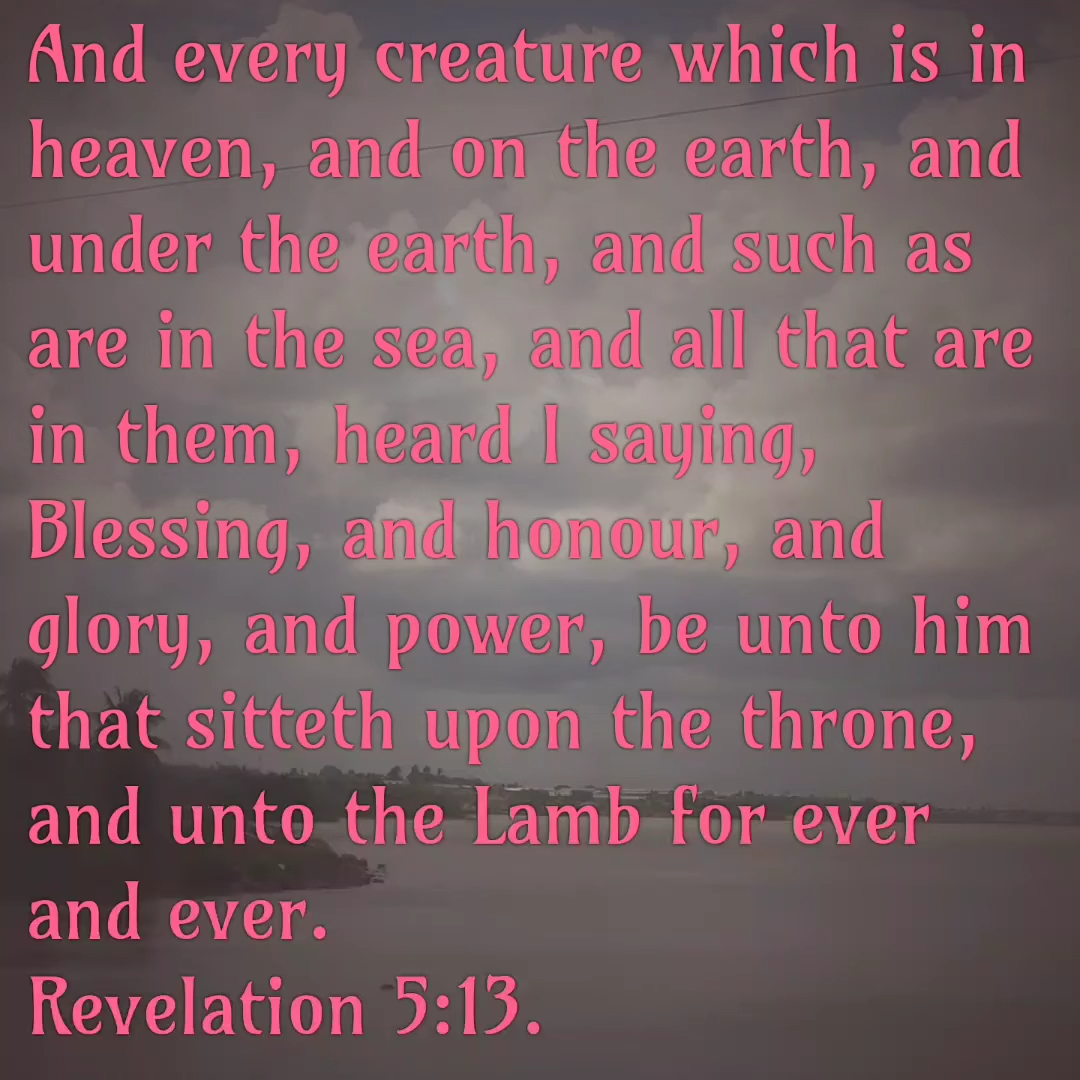 And every creature which is in
heaven, and on the earth, and
under the earth, and such as
are in the sea, and all that are
in them, heard I saying,
Blessing, and honour, and
glory, and power, be unto him
that sitteth upon the throne,
and unto the Lamb for ever
and ever.
Revelation 5:13.